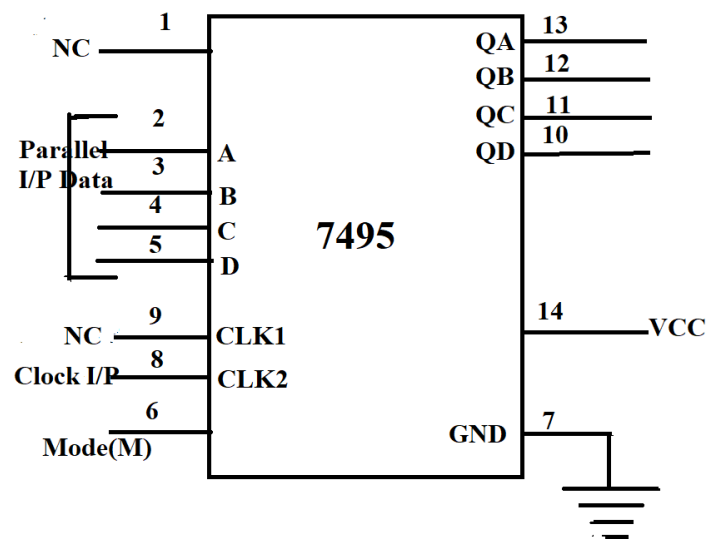 1
NC
2
Parallel
I/P Data
A
3
B
4
C
5
D
9
NC
CLK1
8
Clock I/P
CLK2
6
Mode(M)
7495
13
QA
12
QB
11
QC
10
QD
14
VCC
7
GND